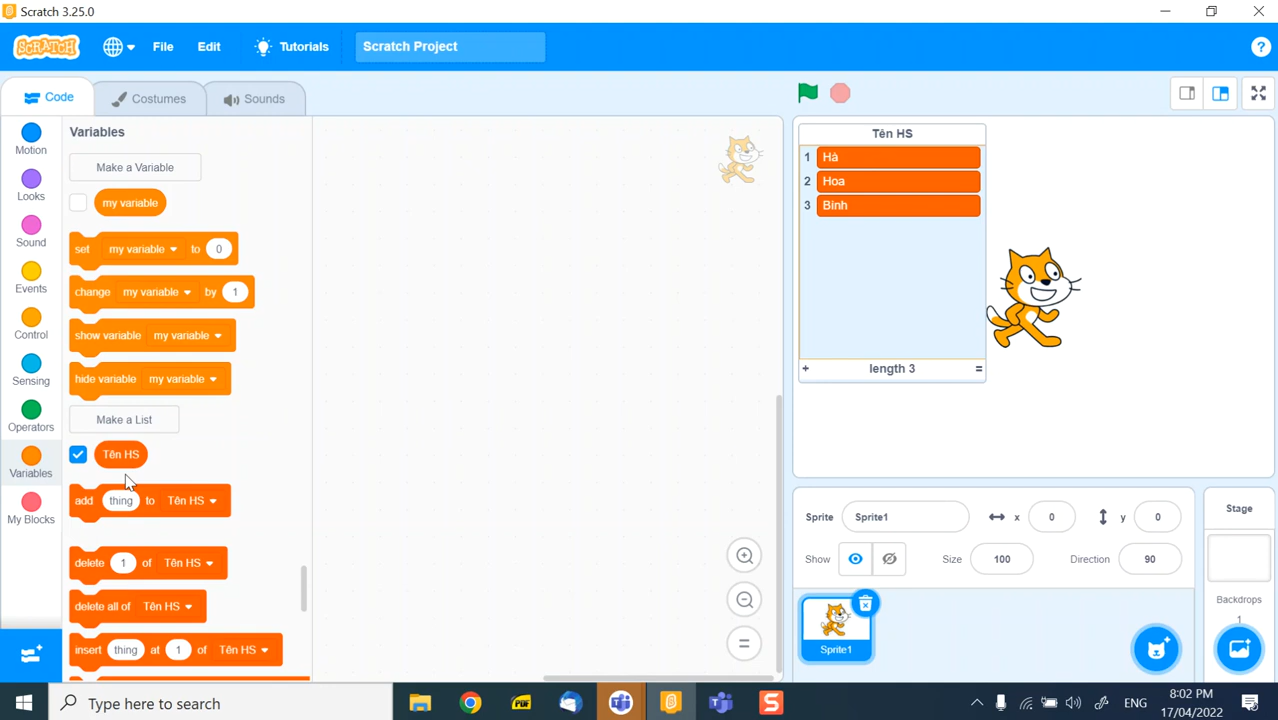 Scratch 3.25.0
SCRATCH
File
Edit
Tutorials
Scratch Project
?
Code
Costumes
Sounds
Motion
Looks
Sound
Events
Control
Sensing
Operators
Variables
My Blocks
Variables
Make a Variable
my variable
set my variable to 0
change my variable by 1
show variable my variable
hide variable my variable
Make a List
Tên HS
add thing to Tên HS
delete 1 of Tên HS
delete all of Tên HS
insert thing at 1 of Tên HS
Tên HS
1 Hà
2 Hoa
3 Bình
+ length 3 =
Sprite Sprite1 x 0 y 0
Show Size 100 Direction 90
Sprite1
Stage
Backdrops
1
Type here to search
PDF
S
ENG
8:02 PM
17/04/2022